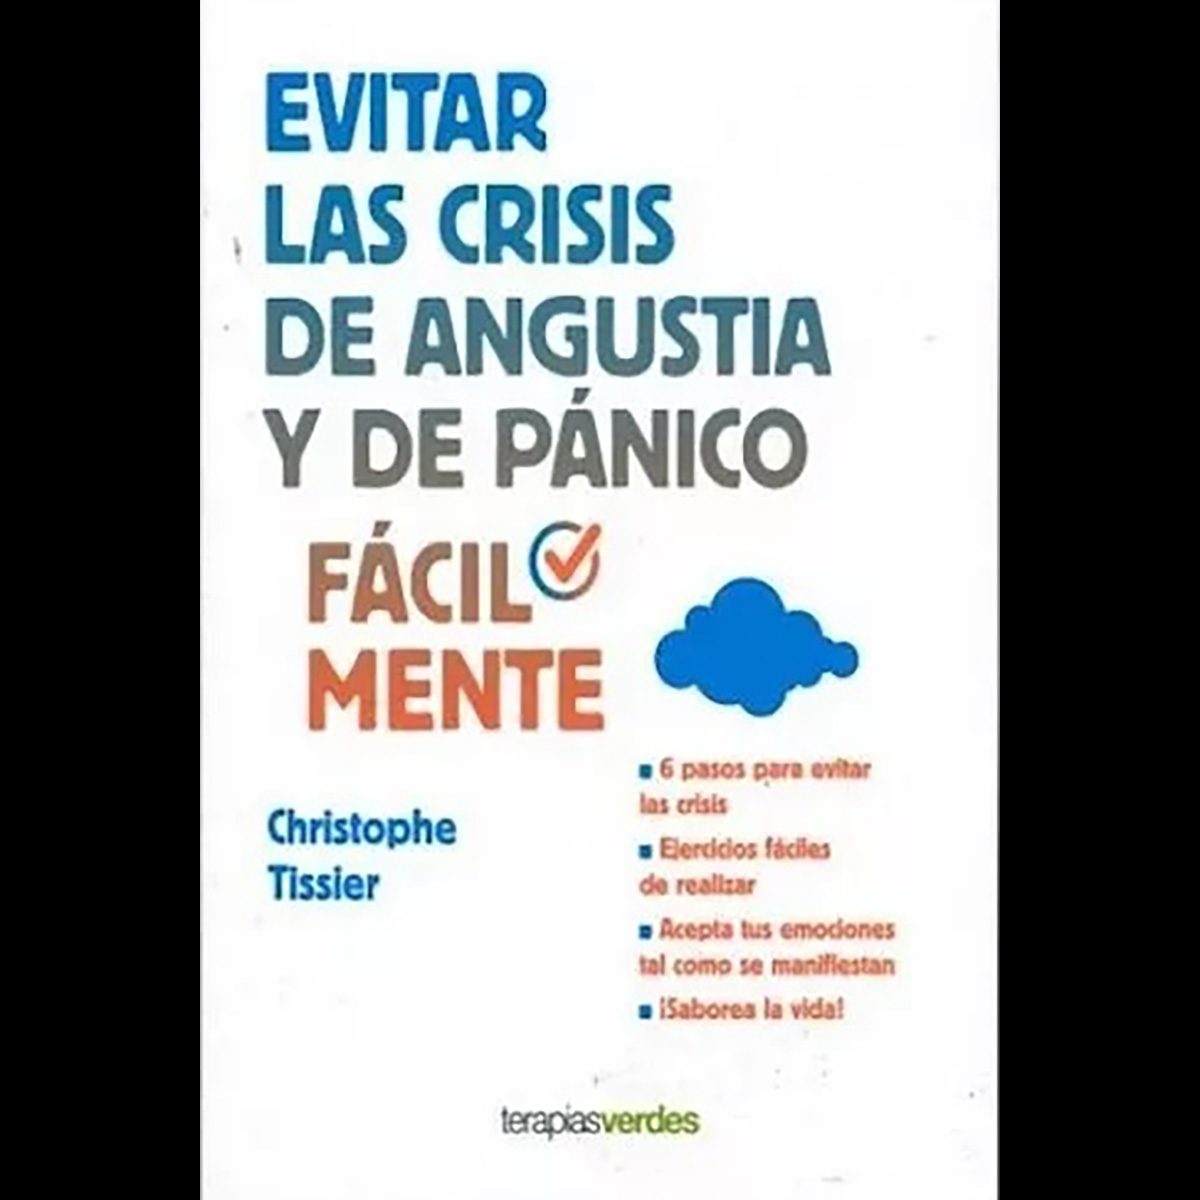 EVITAR
LAS CRISIS
DE ANGUSTIA
Y DE PÁNICO
FÁCIL
MENTE
Christophe
Tissier
▪ 6 pasos para evitar
las crisis
▪ Ejercicios fáciles
de realizar
▪ Acepta tus emociones
tal como se manifiestan
▪ ¡Saborea la vida!
terapiasverdes